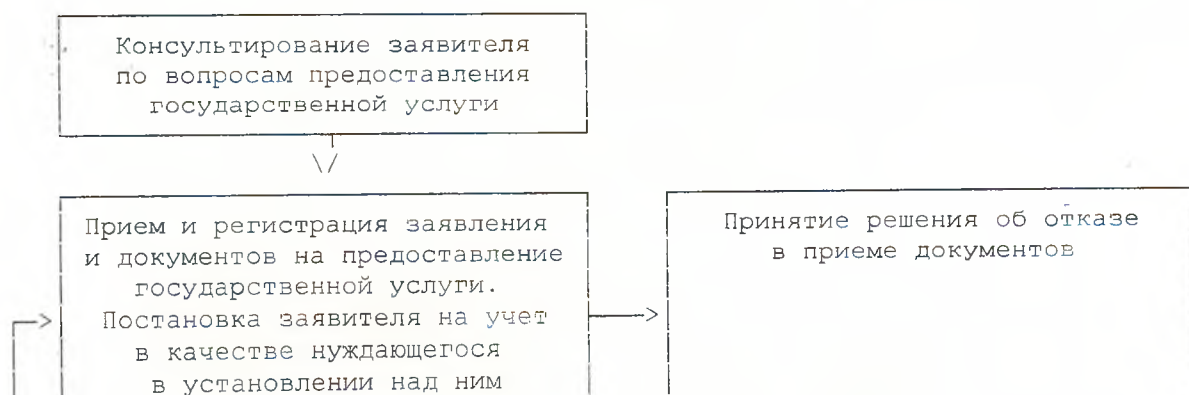 Консультирование заявителя
по вопросам предоставления
государственной услуги
Прием и регистрация заявления
и документов на предоставление
государственной услуги.
Постановка заявителя на учет
в качестве нуждающегося
в установлении над ним
Принятие решения об отказе
в приеме документов